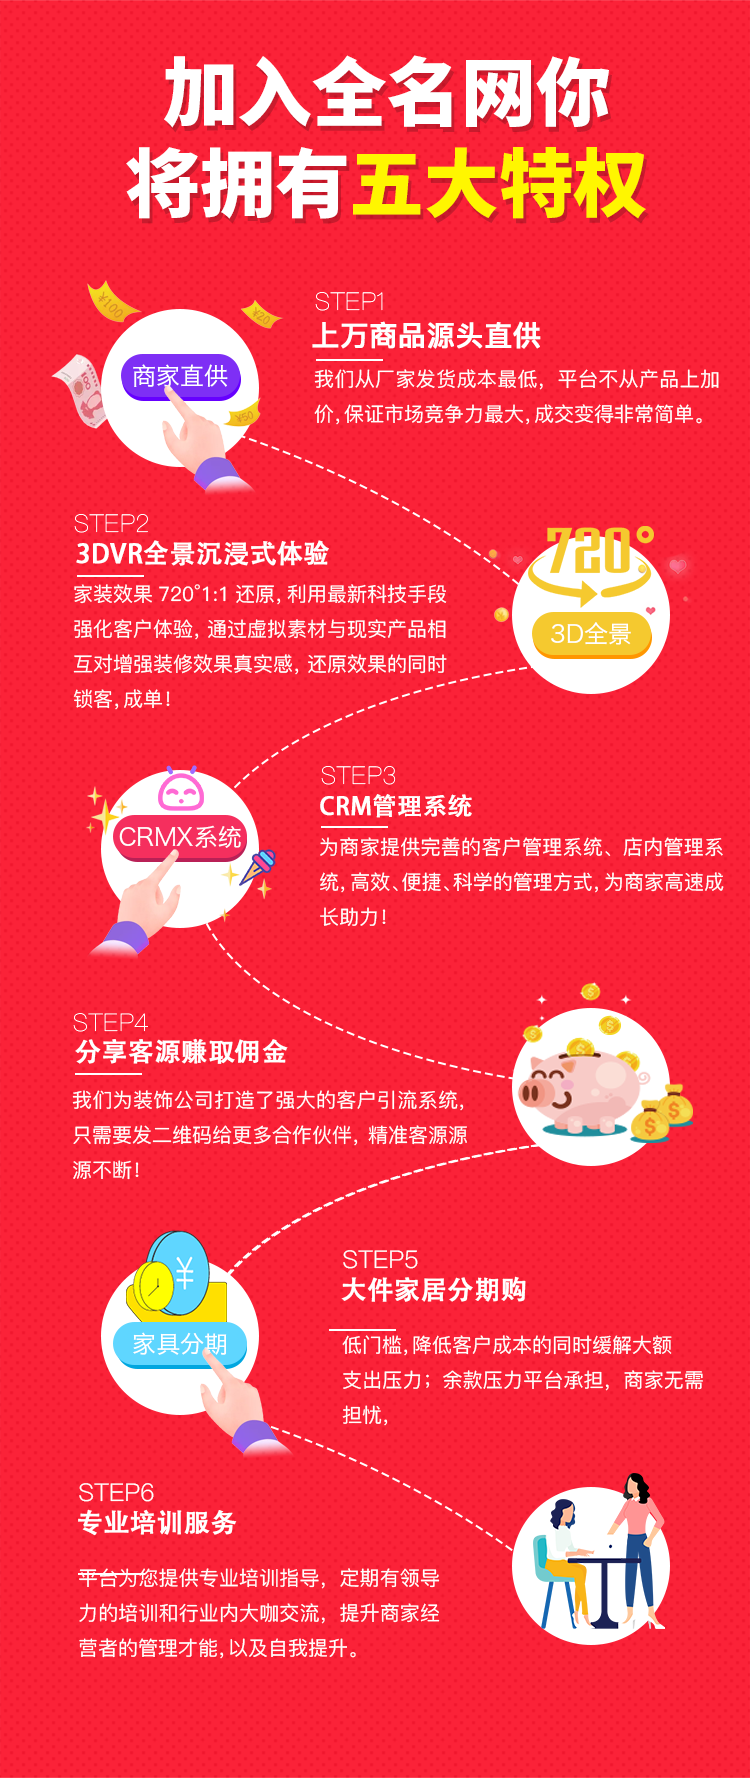 加入全名网你
将拥有五大特权
¥100
¥20
100
¥50
商家直供
STEP1
上万商品源头直供
我们从厂家发货成本最低，平台不从产品上加
价,保证市场竞争力最大,成交变得非常简单。
STEP2
3DVR全景沉浸式体验
家装效果 720°1:1 还原,利用最新科技手段
强化客户体验，通过虚拟素材与现实产品相
互对增强装修效果真实感，还原效果的同时
锁客,成单！
720°
3D全景
CRMX系统
STEP3
CRM管理系统
为商家提供完善的客户管理系统、店内管理系
统,高效、便捷、科学的管理方式,为商家高速成
长助力！
STEP4
分享客源赚取佣金
我们为装饰公司打造了强大的客户引流系统,
只需要发二维码给更多合作伙伴，精准客源源
源不断！
¥
家具分期
STEP5
大件家居分期购
低门槛,降低客户成本的同时缓解大额
支出压力；余款压力平台承担，商家无需
担忧,
STEP6
专业培训服务
平台为您提供专业培训指导，定期有领导
力的培训和行业内大咖交流，提升商家经
营者的管理才能,以及自我提升。